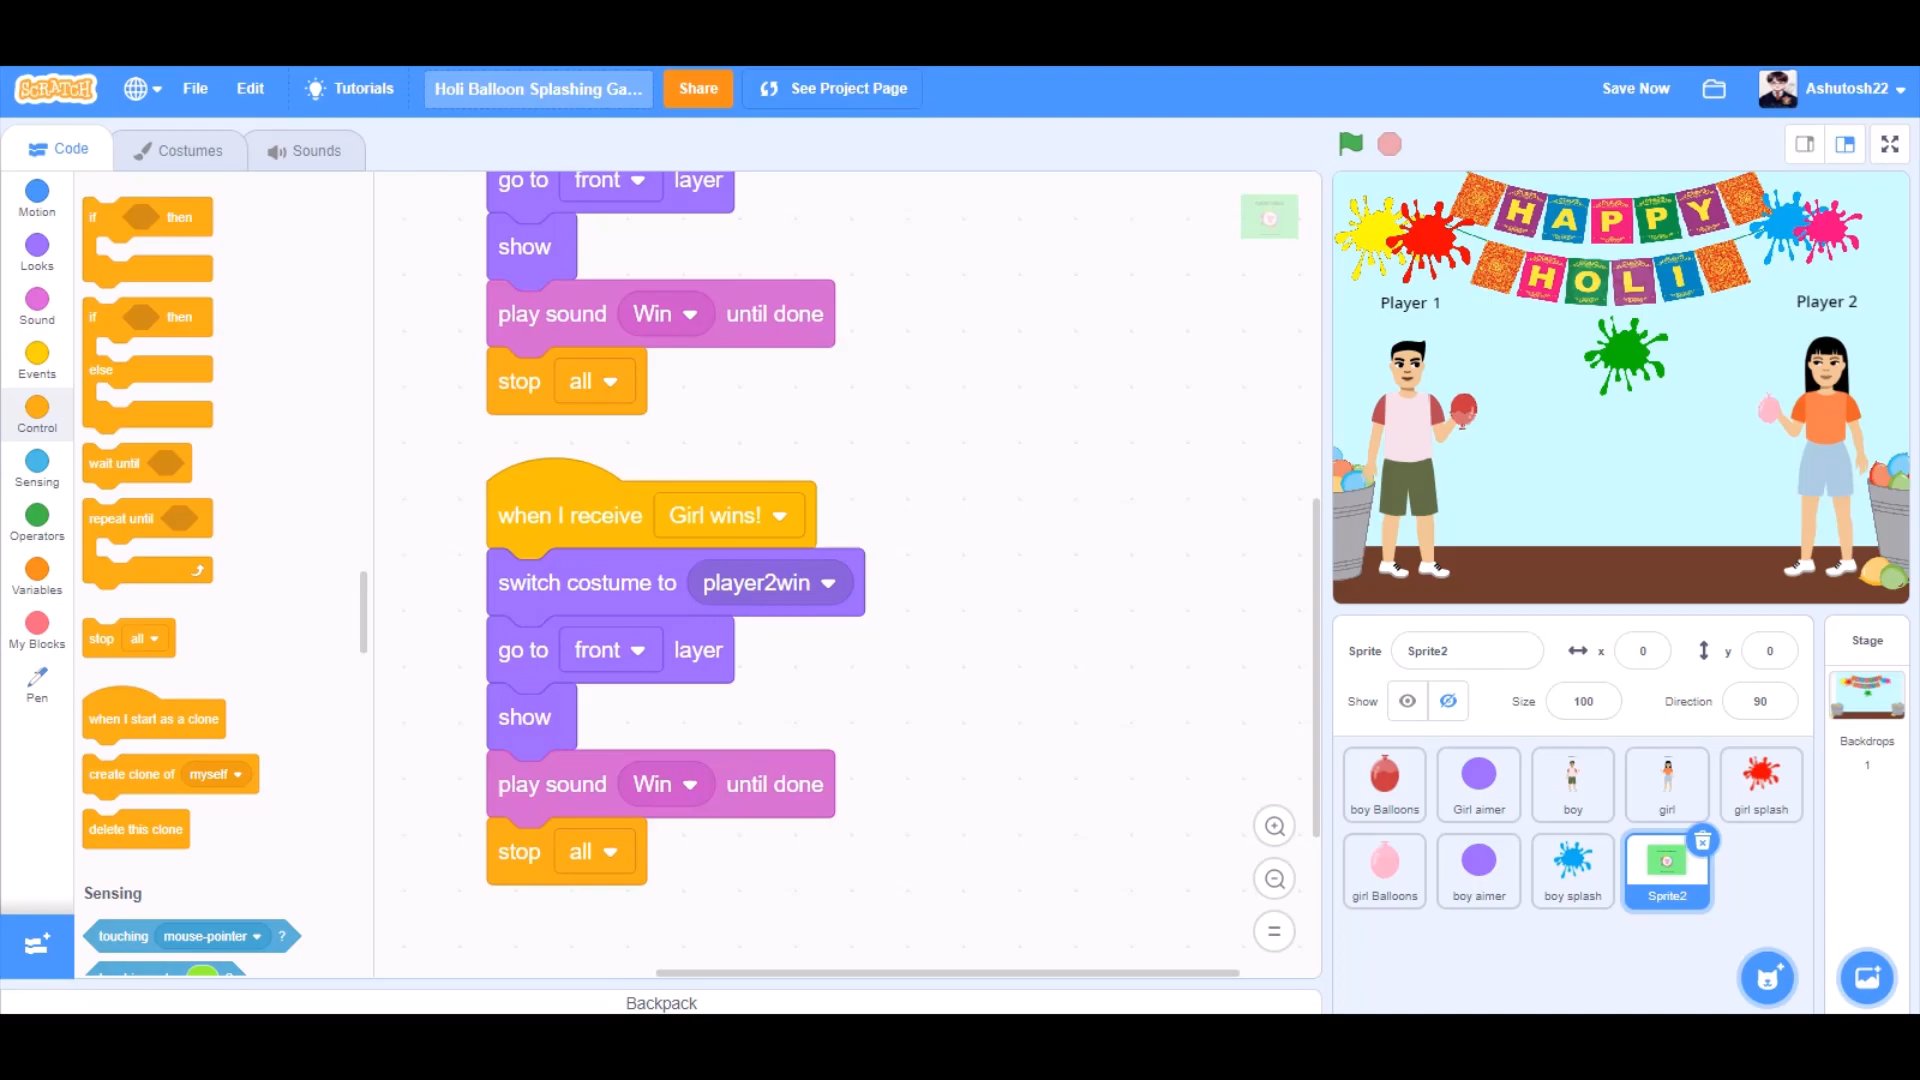 SCRATCH
File
Edit
Tutorials
Holi Balloon Splashing Ga...
Share
See Project Page
Save Now
Ashutosh22
Code
Costumes
Sounds
Motion
Looks
Sound
Events
Control
Sensing
Operators
Variables
My Blocks
Pen
if then
if then
else
wait until
repeat until
stop all
when I start as a clone
create clone of myself
delete this clone
Sensing
touching mouse-pointer ?
go to front layer
show
play sound Win until done
stop all
when I receive Girl wins!
switch costume to player2win
go to front layer
show
play sound Win until done
stop all
Backpack
HAPPY
HOLI
Player 1
Player 2
Sprite Sprite2 x 0 y 0
Show Size 100 Direction 90
boy Balloons
Girl aimer
boy
girl
girl splash
girl Balloons
boy aimer
boy splash
Sprite2
Stage
Backdrops
1